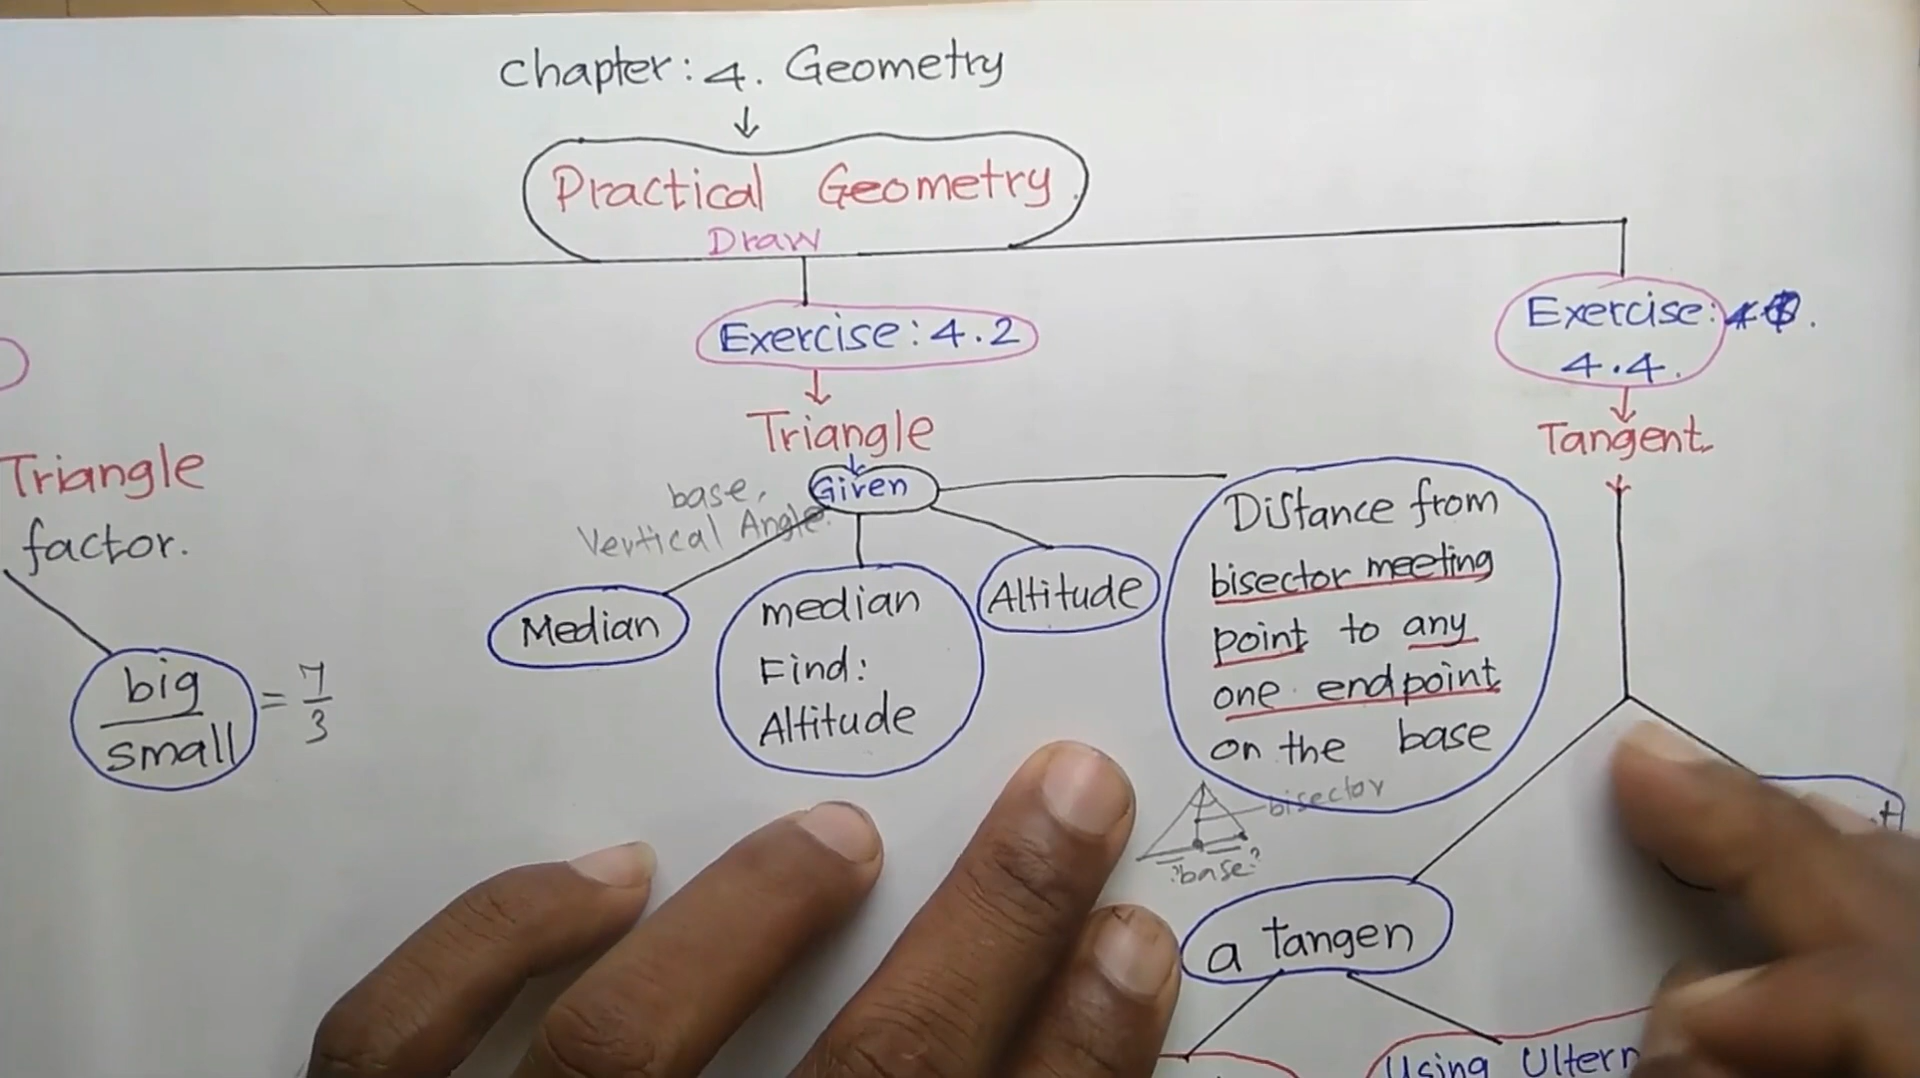 Chapter: 4. Geometry
Practical Geometry
Draw
Exercise: 4.2
Exercise:
4.4.
Triangle
Tangent
Triangle
factor.
base,
Vertical Angle.
Given
Distance from
bisector meeting
point to any
one endpoint
on the base
Median
median
Find:
Altitude
Altitude
big
small
= 7
3
bisector
base?
a tangen
Using Ultern